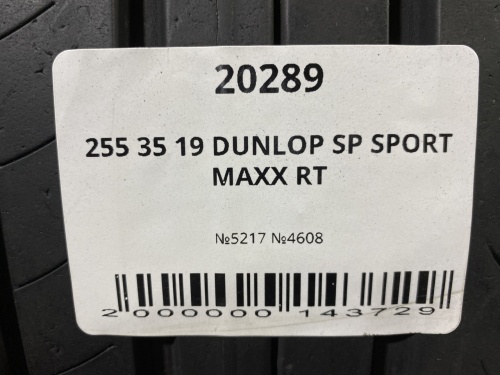 20289
255 35 19 DUNLOP SP SPORT
MAXX RT
№5217 №4608
2 000000 143729